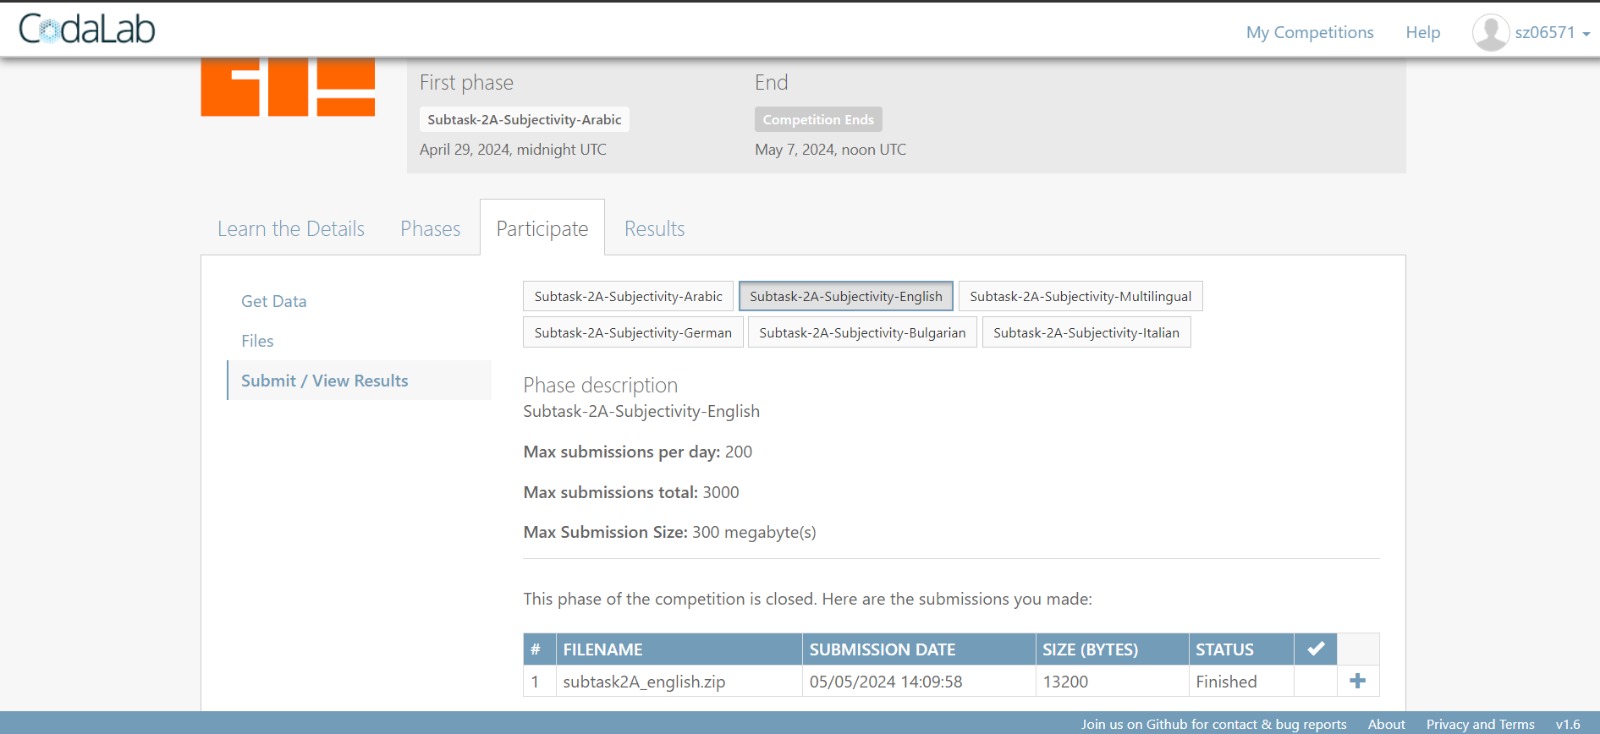 CodaLab
My Competitions Help sz06571
First phase End
Subtask-2A-Subjectivity-Arabic Competition Ends
April 29, 2024, midnight UTC May 7, 2024, noon UTC
Learn the Details Phases Participate Results
Get Data
Files
Submit / View Results
Subtask-2A-Subjectivity-Arabic Subtask-2A-Subjectivity-English Subtask-2A-Subjectivity-Multilingual
Subtask-2A-Subjectivity-German Subtask-2A-Subjectivity-Bulgarian Subtask-2A-Subjectivity-Italian
Phase description
Subtask-2A-Subjectivity-English
Max submissions per day: 200
Max submissions total: 3000
Max Submission Size: 300 megabyte(s)
This phase of the competition is closed. Here are the submissions you made:
# FILENAME SUBMISSION DATE SIZE (BYTES) STATUS ✔
1 subtask2A_english.zip 05/05/2024 14:09:58 13200 Finished +
Join us on Github for contact & bug reports About Privacy and Terms v1.6